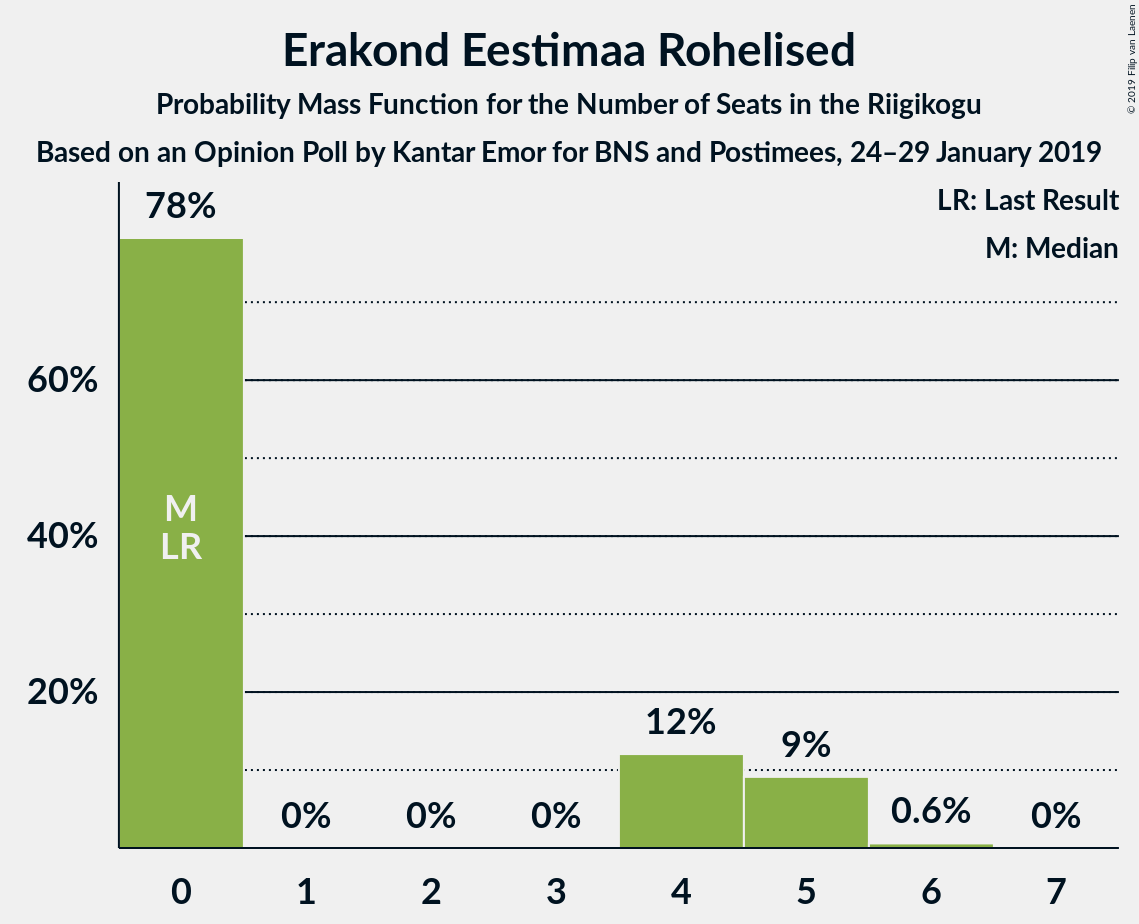 Erakond Eestimaa Rohelised
Probability Mass Function for the Number of Seats in the Riigikogu
Based on an Opinion Poll by Kantar Emor for BNS and Postimees, 24–29 January 2019
© 2019 Filip van Laenen
LR: Last Result
M: Median
78%
60%
40%
20%
M
LR
0%
0%
0%
12%
9%
0.6%
0%
0
1
2
3
4
5
6
7